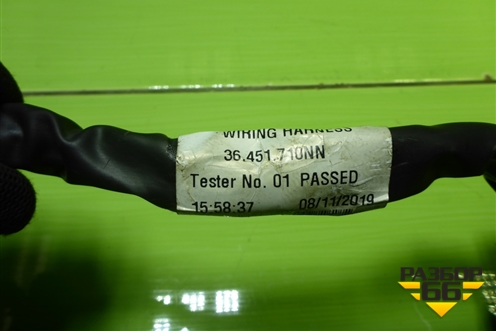 WIRING HARNESS
36.451.710NN
Tester No. 01 PASSED
15:58:37 08/11/2019
РАЗБОР
66